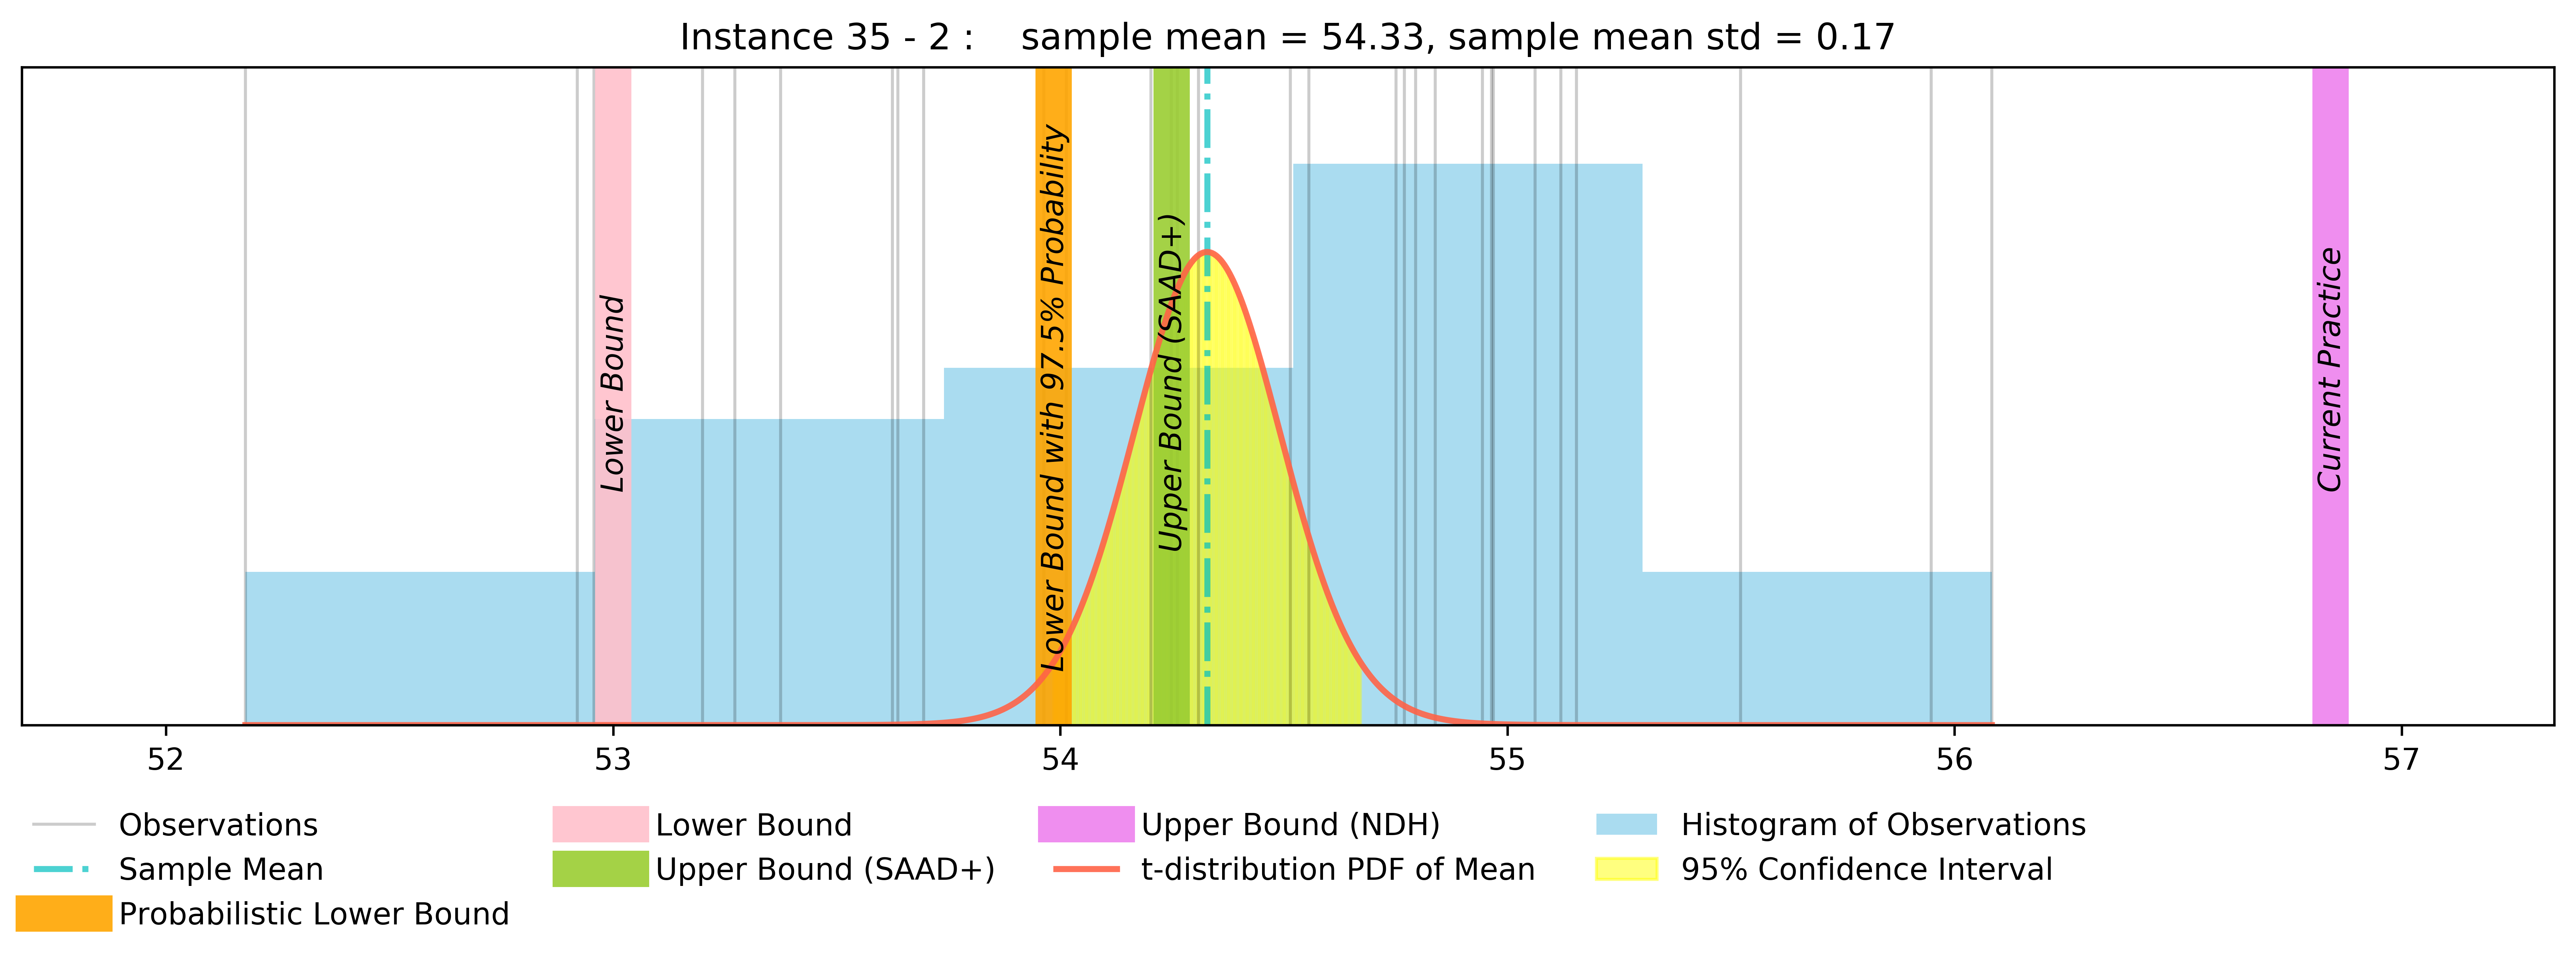 Instance 35 - 2 :    sample mean = 54.33, sample mean std = 0.17
Lower Bound
Lower Bound with 97.5% Probability
Upper Bound (SAAD+)
Current Practice
52 53 54 55 56 57
Observations
Sample Mean
Probabilistic Lower Bound
Lower Bound
Upper Bound (SAAD+)
Upper Bound (NDH)
t-distribution PDF of Mean
Histogram of Observations
95% Confidence Interval